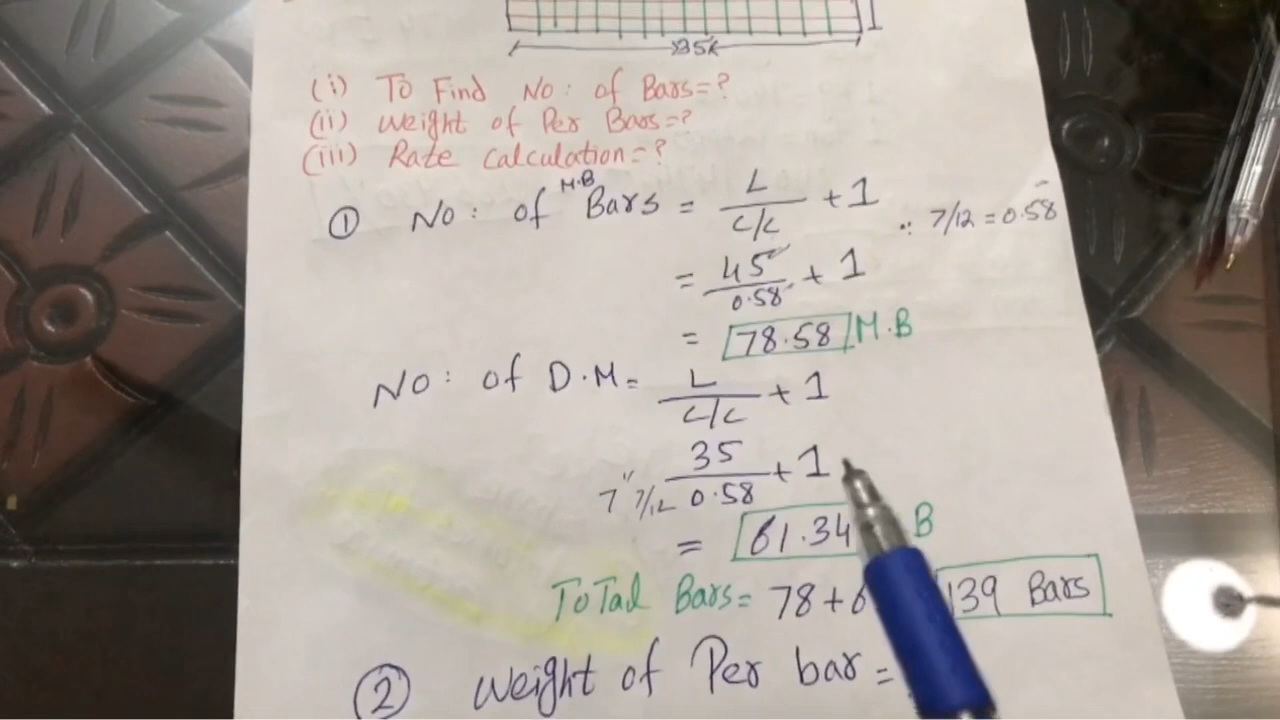 35
(i) To Find No: of Bars=?
(ii) Weight of Per Bars=?
(iii) Rate Calculation=?
① No: of M.B Bars = L/c/c + 1 ∴ 7/12 = 0.58
= 45/0.58 + 1
= 78.58 M.B
No: of D.M = L/c/c + 1
7" 7/12 35/0.58 + 1
= 61.34 B
ToTal Bars = 78+6 139 Bars
② Weight of Per bar =